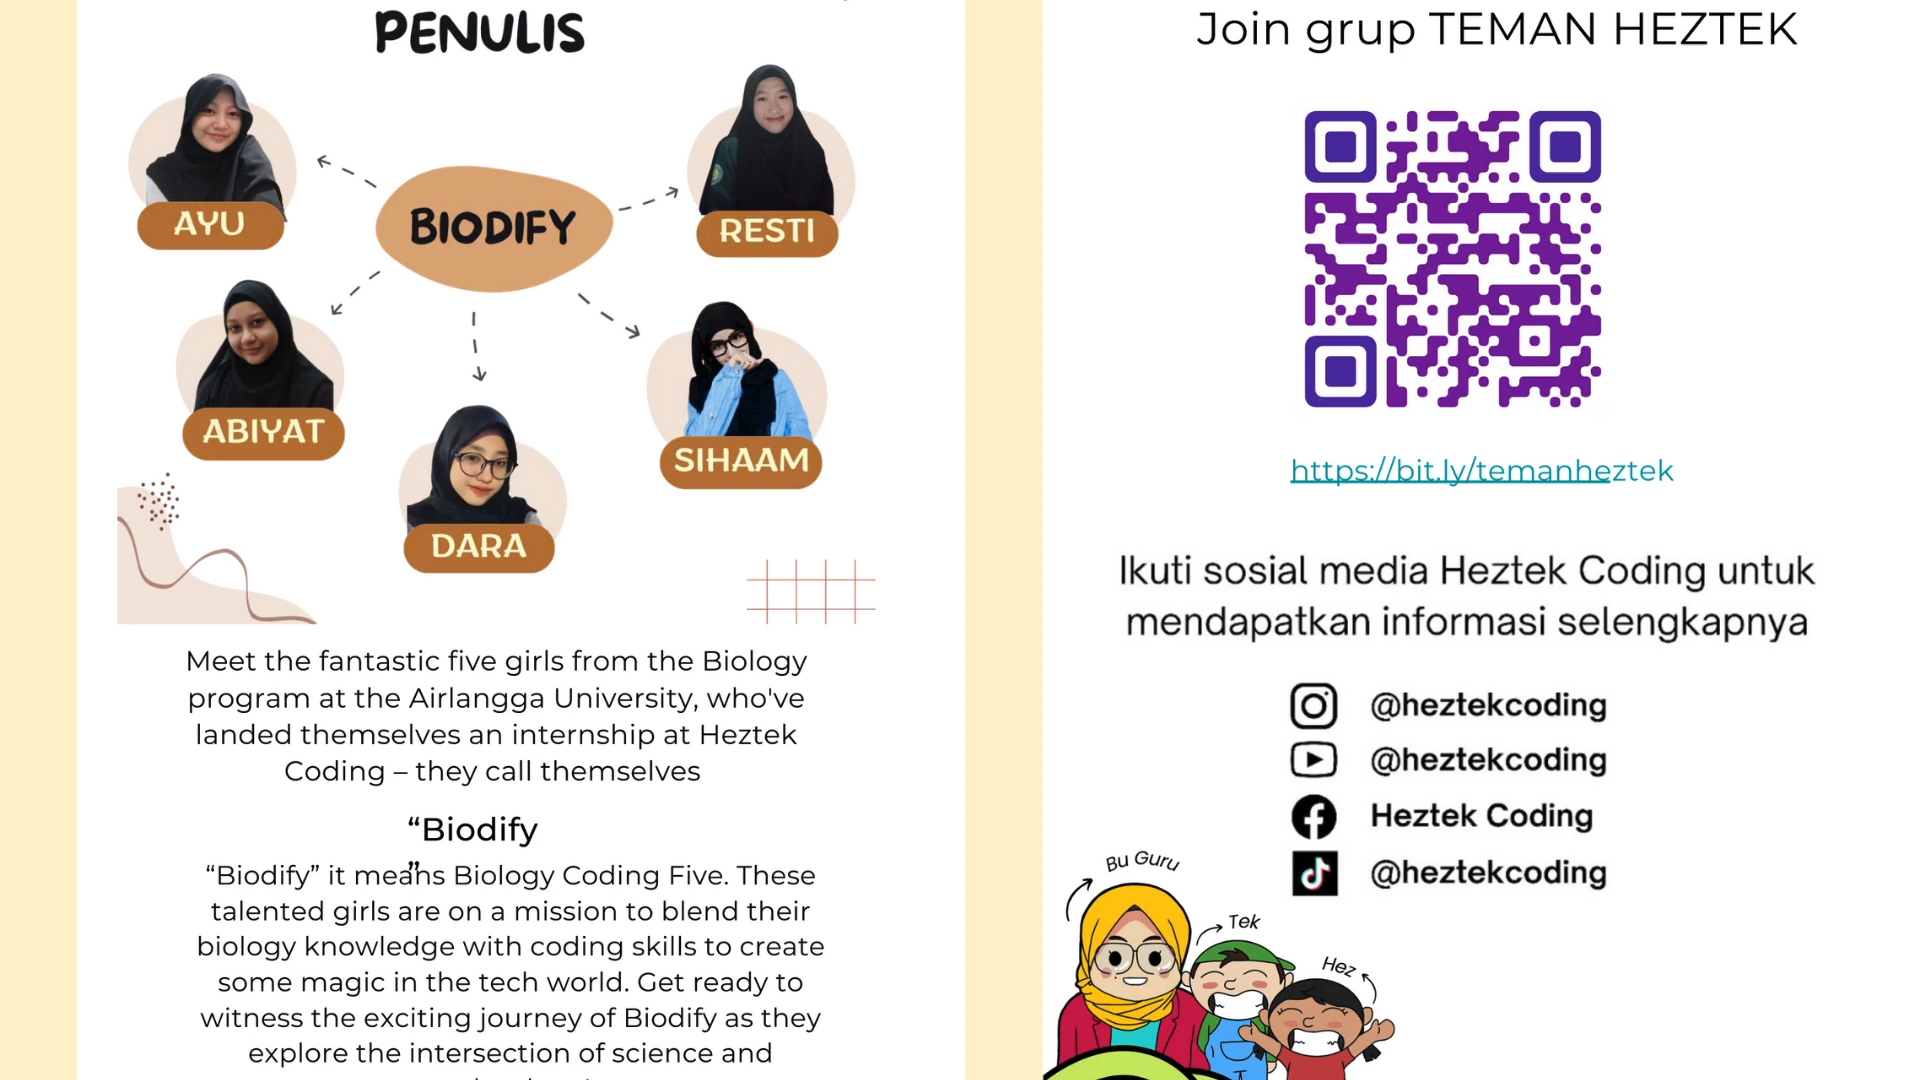 PENULIS
AYU
BIODIFY
RESTI
ABIYAT
SIHAAM
DARA
Meet the fantastic five girls from the Biology
program at the Airlangga University, who've
landed themselves an internship at Heztek
Coding – they call themselves
“Biodify
”
“Biodify” it means Biology Coding Five. These
talented girls are on a mission to blend their
biology knowledge with coding skills to create
some magic in the tech world. Get ready to
witness the exciting journey of Biodify as they
explore the intersection of science and
Join grup TEMAN HEZTEK
https://bit.ly/temanheztek
Ikuti sosial media Heztek Coding untuk
mendapatkan informasi selengkapnya
@heztekcoding
@heztekcoding
Heztek Coding
@heztekcoding
Bu Guru
Tek
Hez